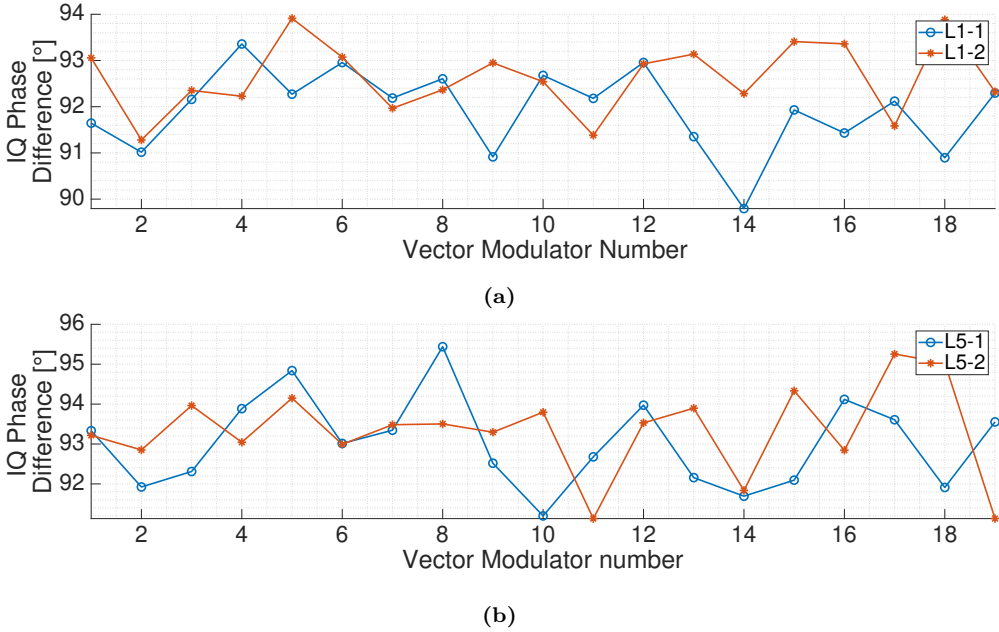 94
93
92
91
90
IQ Phase
Difference [°]
L1-1
L1-2
2 4 6 8 10 12 14 16 18
Vector Modulator Number
(a)
96
95
94
93
92
IQ Phase
Difference [°]
L5-1
L5-2
2 4 6 8 10 12 14 16 18
Vector Modulator number
(b)